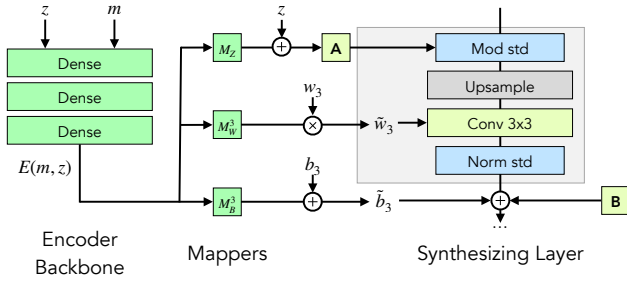 z
m
Dense
Dense
Dense
E(m, z)
Encoder
Backbone
M_Z
z
+
A
w_3
M_W^3
×
w̃_3
b_3
M_B^3
+
b̃_3
Mappers
Mod std
Upsample
Conv 3x3
Norm std
+
B
...
Synthesizing Layer